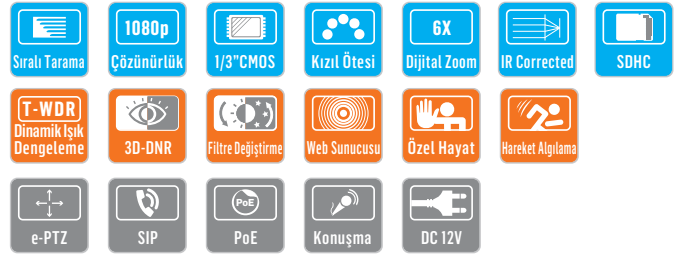 1080p
6X
Sıralı Tarama
Çözünürlük
1/3"CMOS
Kızıl Ötesi
Dijital Zoom
IR Corrected
SDHC
T-WDR
Dinamik Işık
Dengeleme
3D-DNR
Filtre Değiştirme
Web Sunucusu
Özel Hayat
Hareket Algılama
PoE
e-PTZ
SIP
PoE
Konuşma
DC 12V